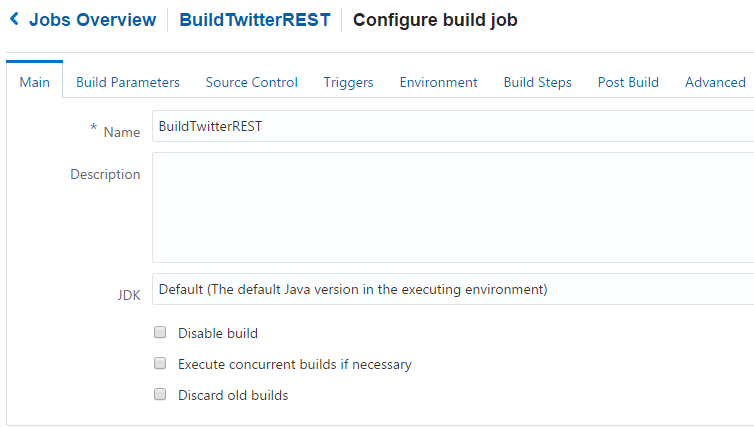 Jobs Overview BuildTwitterREST Configure build job
Main Build Parameters Source Control Triggers Environment Build Steps Post Build Advanced
* Name BuildTwitterREST
Description
JDK Default (The default Java version in the executing environment)
Disable build
Execute concurrent builds if necessary
Discard old builds